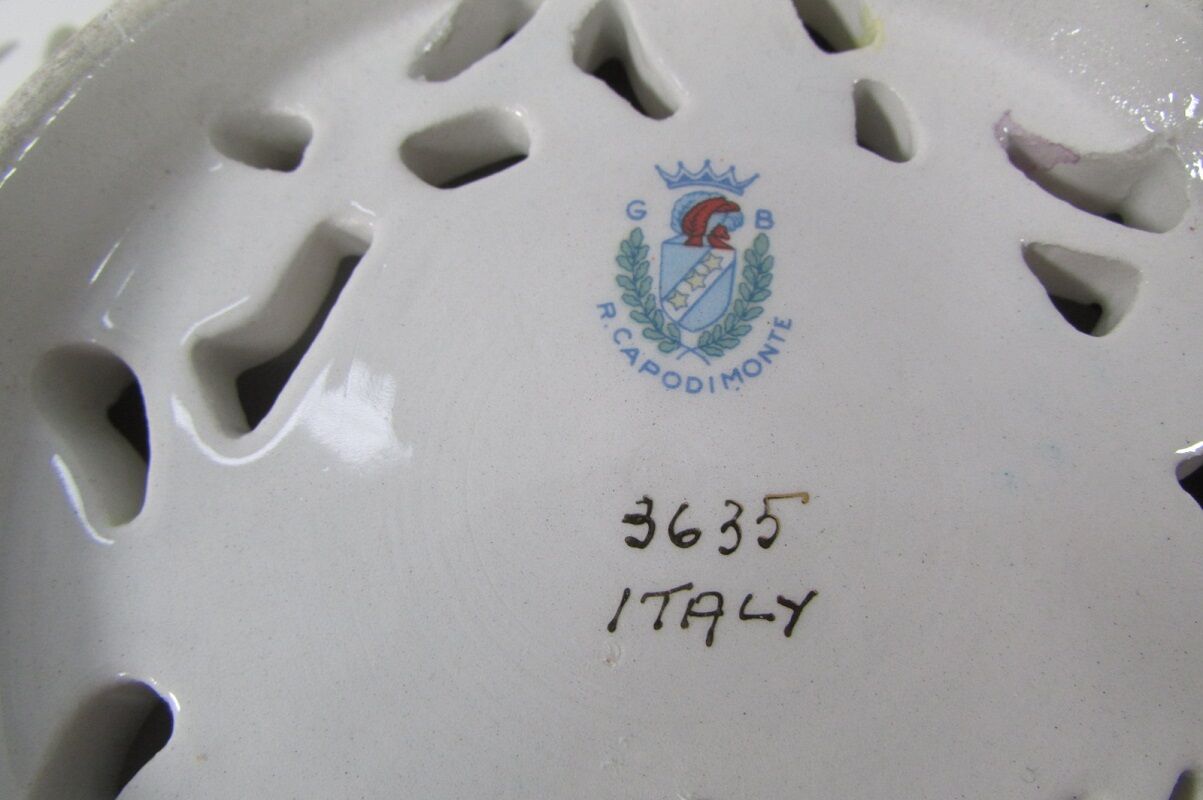 G B
R. CAPODIMONTE
3635
ITALY